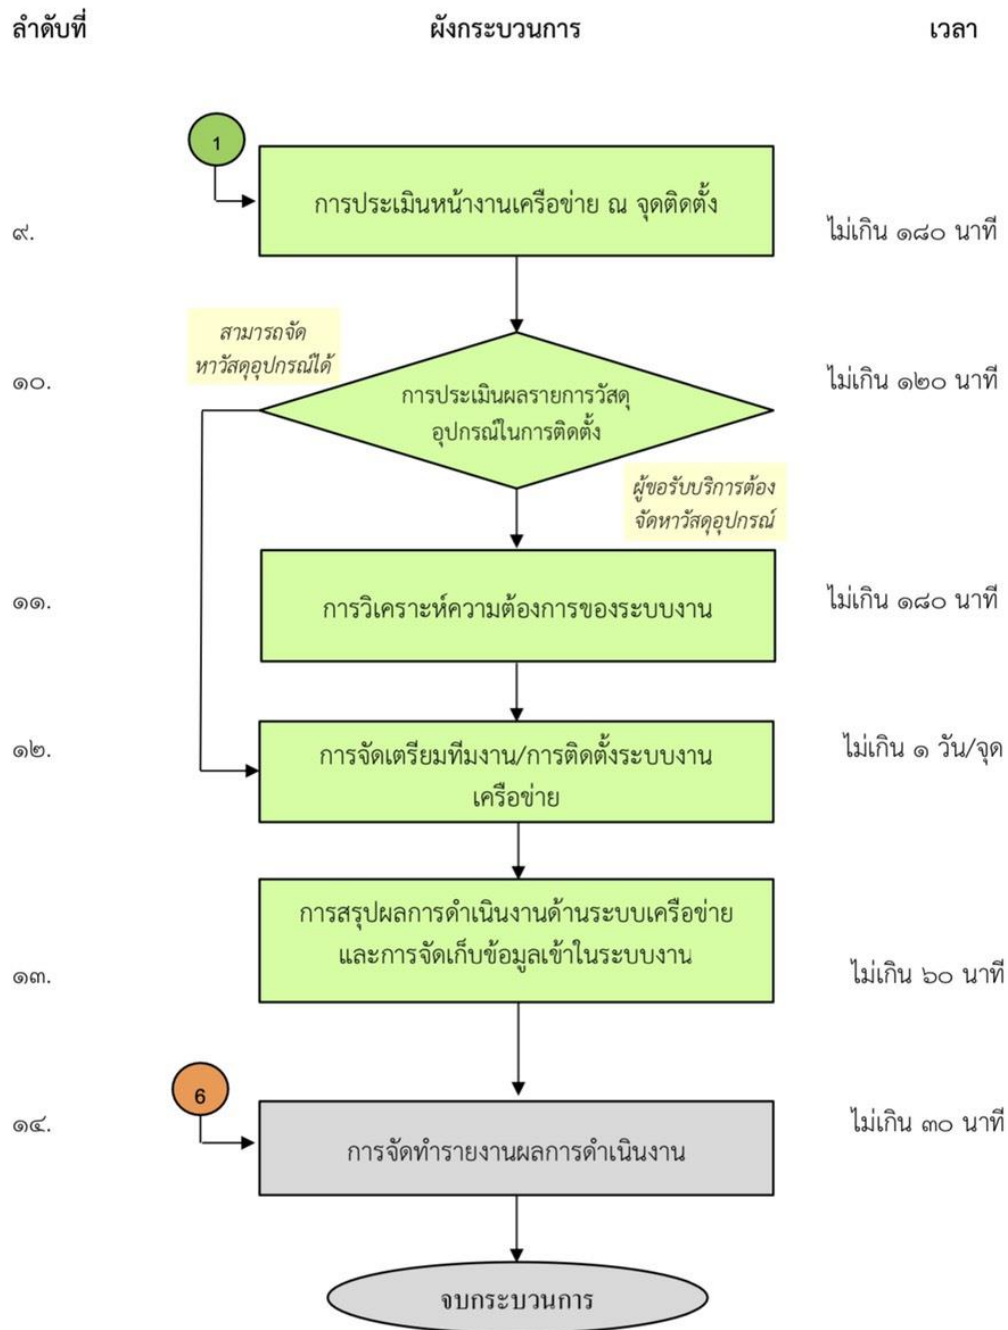 ลำดับที่ ผังกระบวนการ เวลา
1
การประเมินหน้างานเครือข่าย ณ จุดติดตั้ง
๙. ไม่เกิน ๑๘๐ นาที
สามารถจัด
หาวัสดุอุปกรณ์ได้
๑๐. ไม่เกิน ๑๒๐ นาที
การประเมินผลรายการวัสดุ
อุปกรณ์ในการติดตั้ง
ผู้ขอรับบริการต้อง
จัดหาวัสดุอุปกรณ์
๑๑. การวิเคราะห์ความต้องการของระบบงาน ไม่เกิน ๑๘๐ นาที
๑๒. การจัดเตรียมทีมงาน/การติดตั้งระบบงาน ไม่เกิน ๑ วัน/จุด
เครือข่าย
การสรุปผลการดำเนินงานด้านระบบเครือข่าย
และการจัดเก็บข้อมูลเข้าในระบบงาน
๑๓. ไม่เกิน ๖๐ นาที
6
๑๔. ไม่เกิน ๓๐ นาที
การจัดทำรายงานผลการดำเนินงาน
จบกระบวนการ